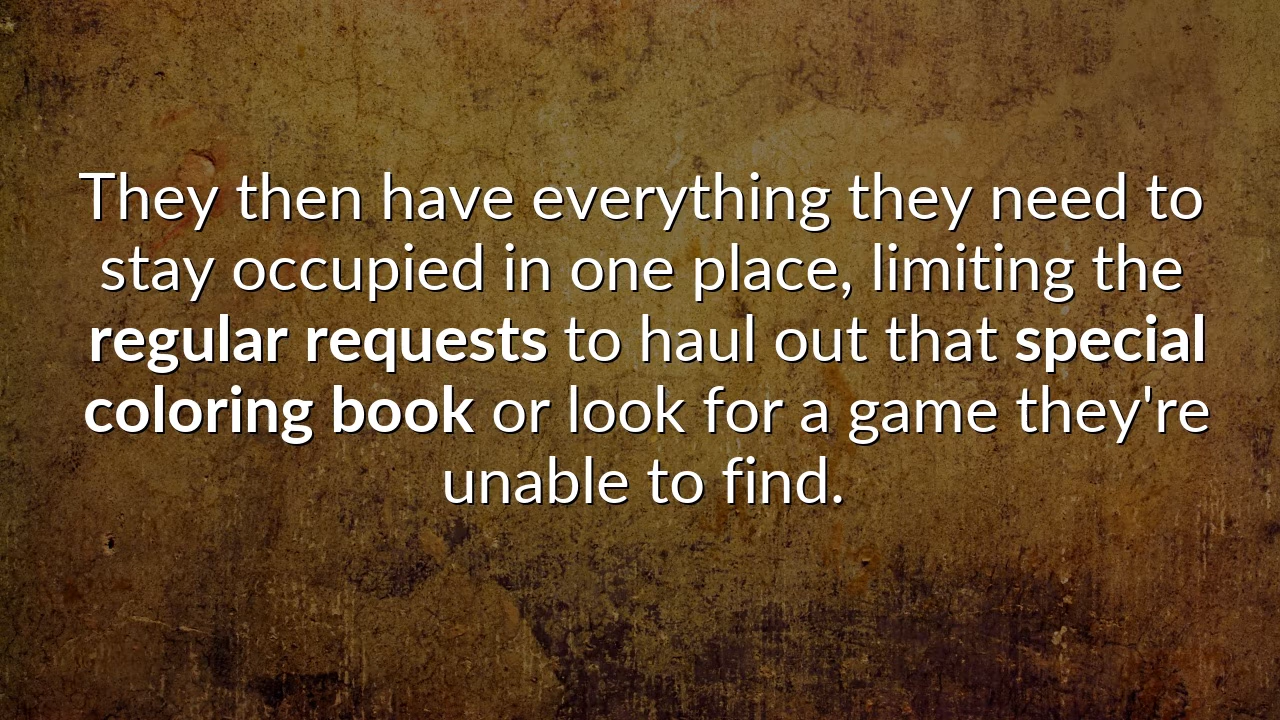 They then have everything they need to
stay occupied in one place, limiting the
regular requests to haul out that special
coloring book or look for a game they're
unable to find.